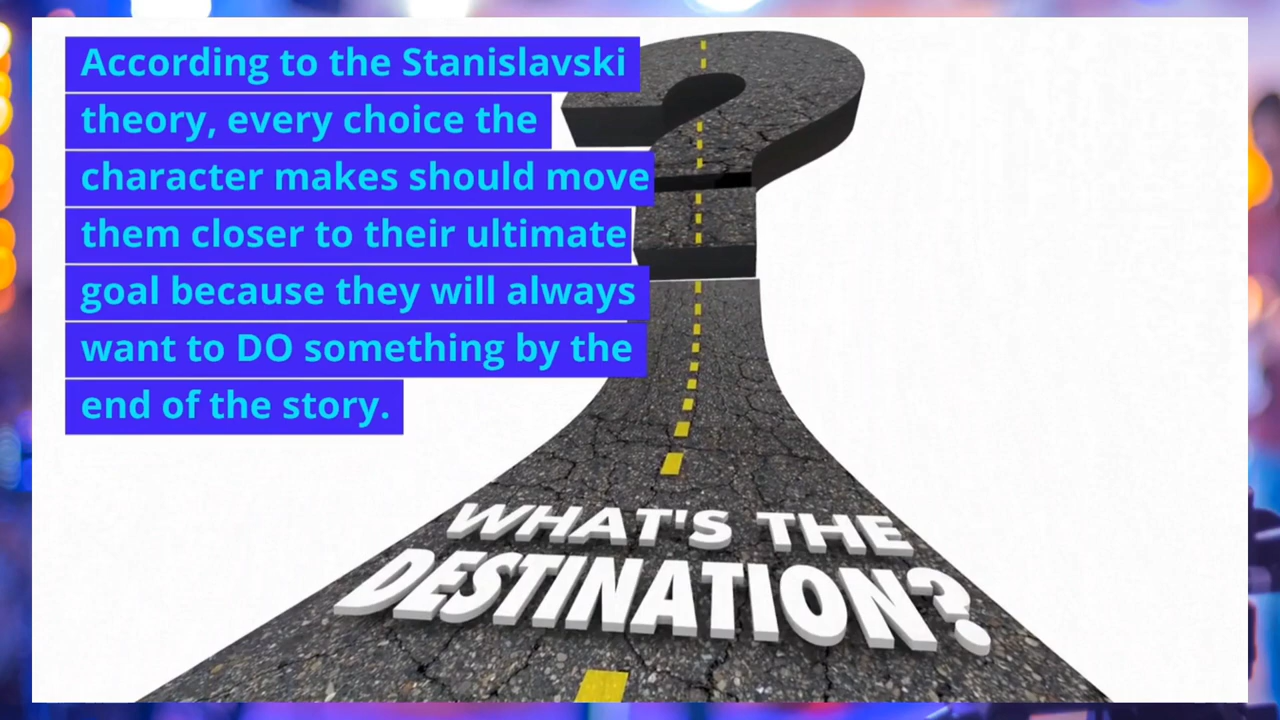 According to the Stanislavski
theory, every choice the
character makes should move
them closer to their ultimate
goal because they will always
want to DO something by the
end of the story.
WHAT'S THE
DESTINATION?